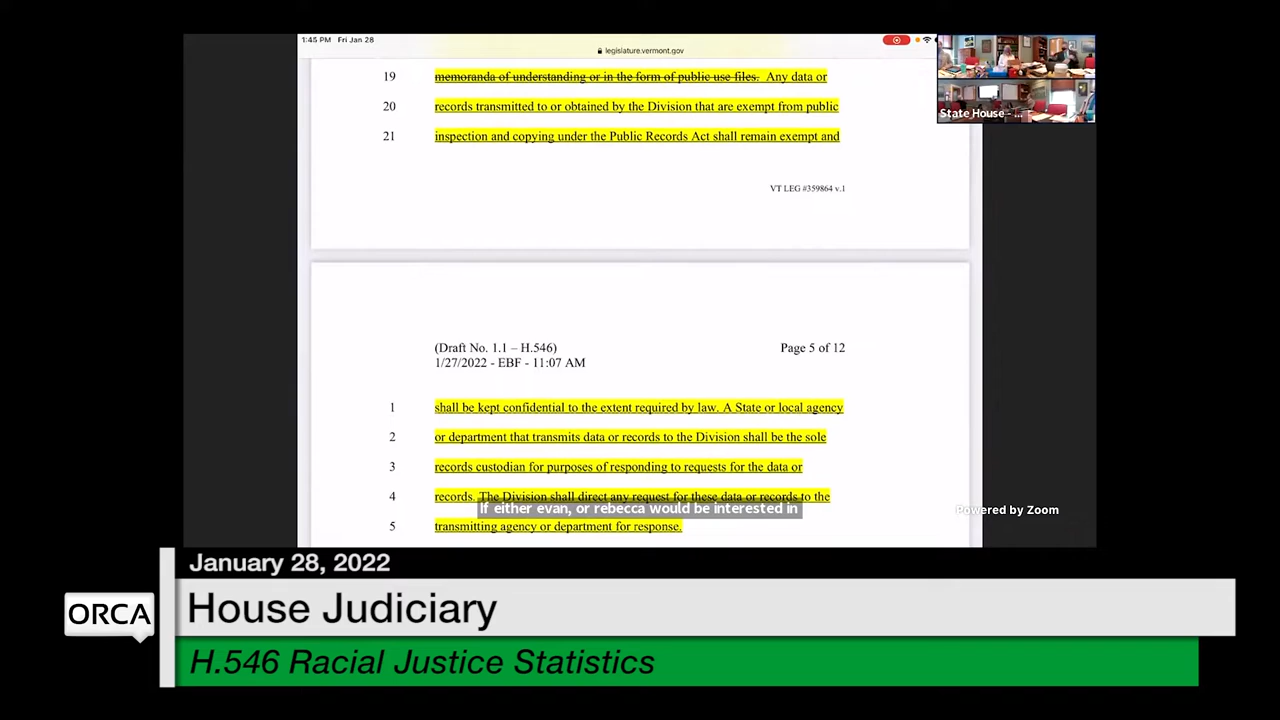 1:45 PM Fri Jan 28
legislature.vermont.gov
19 memoranda of understanding or in the form of public use files. Any data or
20 records transmitted to or obtained by the Division that are exempt from public
21 inspection and copying under the Public Records Act shall remain exempt and
VT LEG #359864 v.1
State House - ...
(Draft No. 1.1 – H.546) Page 5 of 12
1/27/2022 - EBF - 11:07 AM
1 shall be kept confidential to the extent required by law. A State or local agency
2 or department that transmits data or records to the Division shall be the sole
3 records custodian for purposes of responding to requests for the data or
4 records. The Division shall direct any request for these data or records to the
If either evan, or rebecca would be interested in
5 transmitting agency or department for response.
Powered by Zoom
January 28, 2022
ORCA
House Judiciary
H.546 Racial Justice Statistics